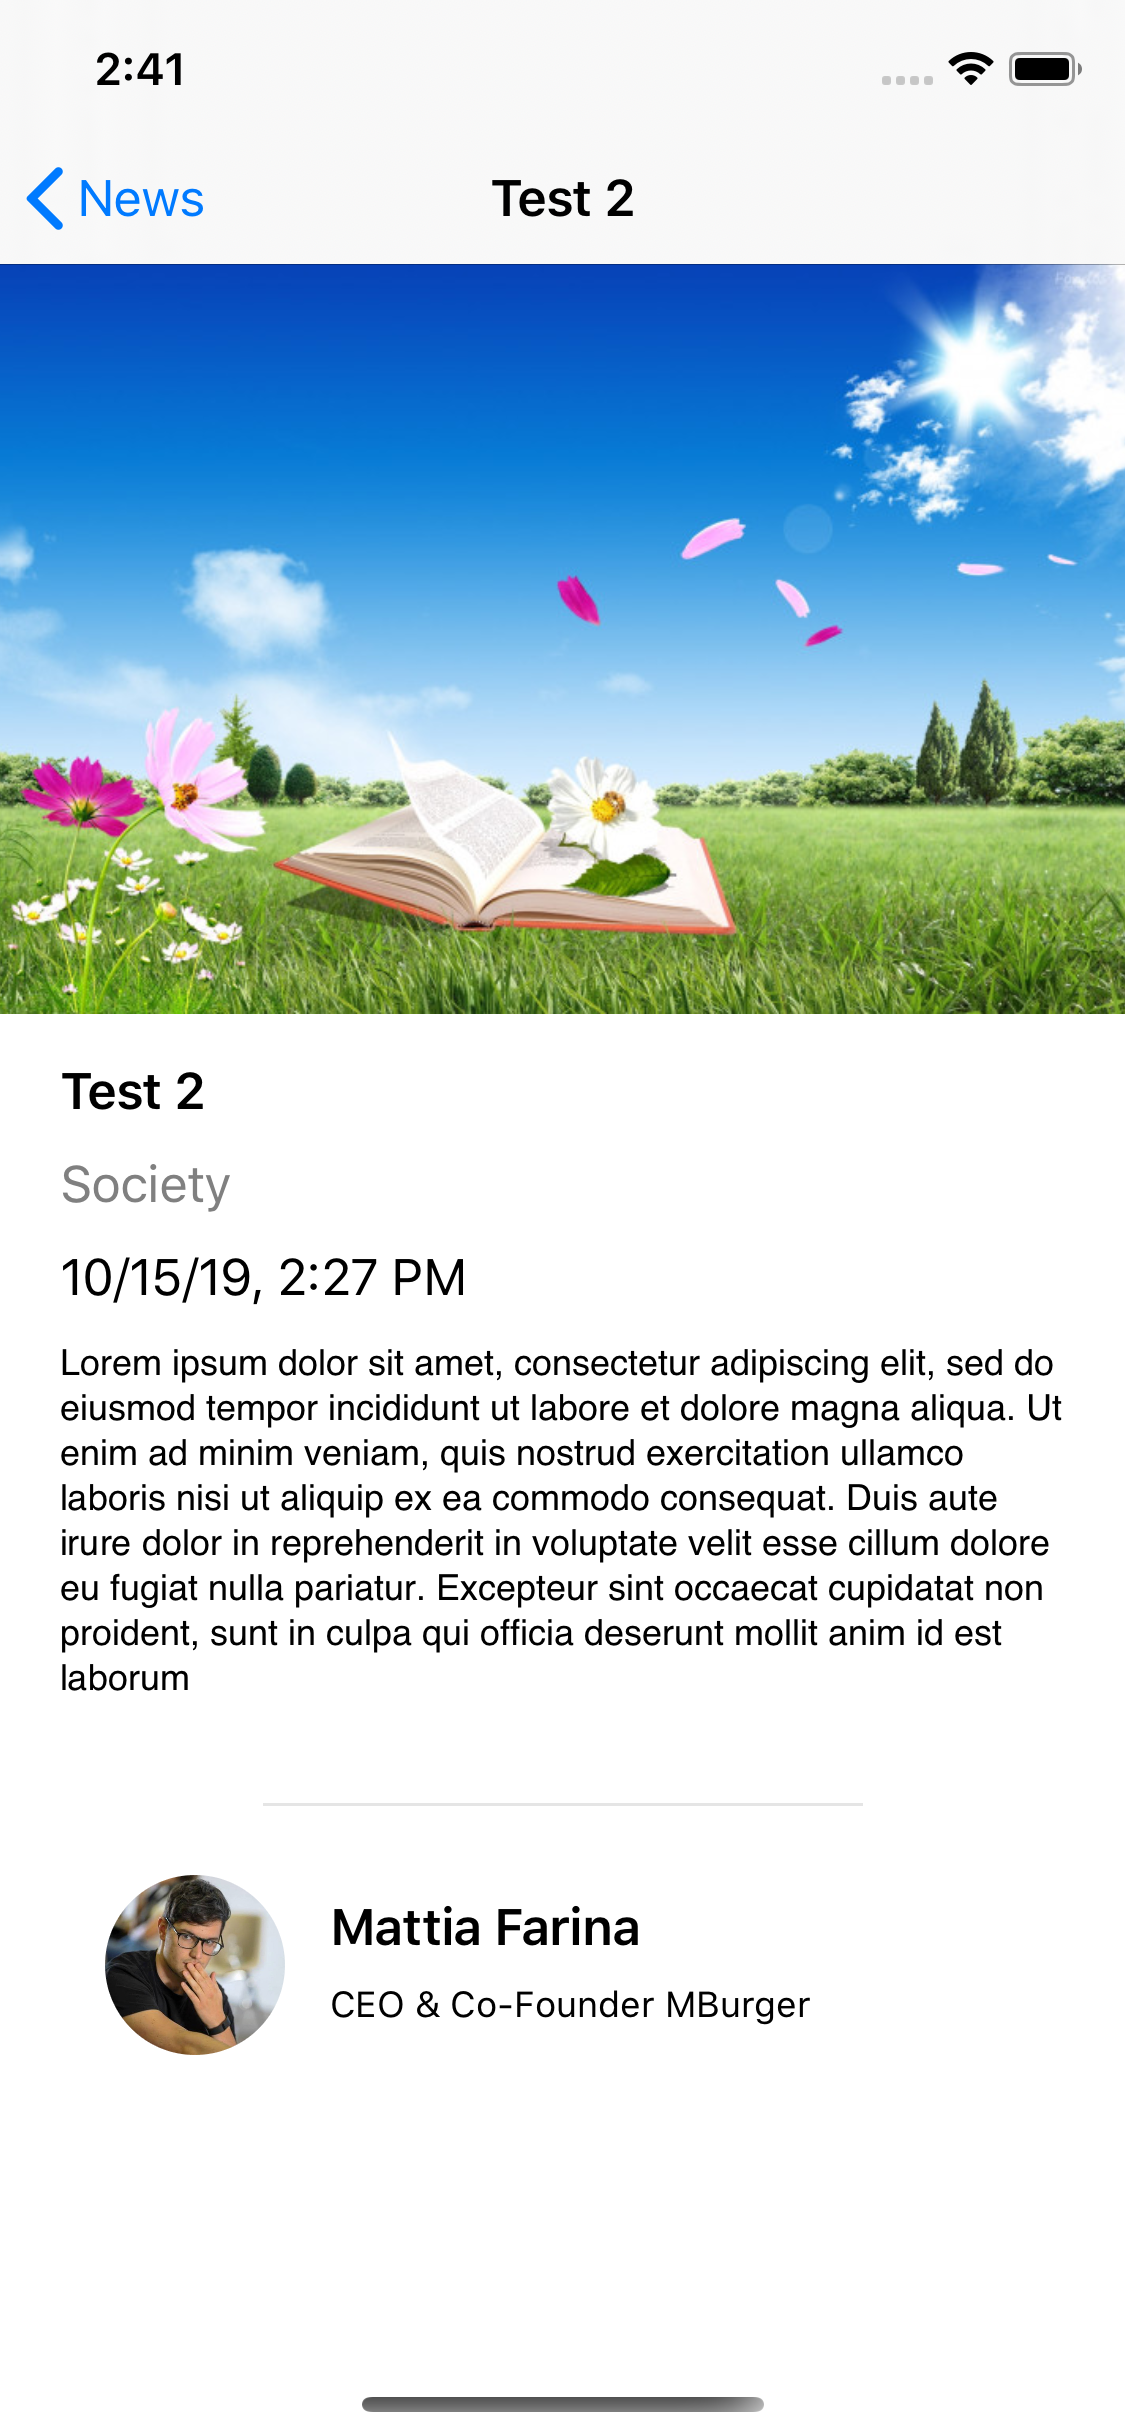 2:41
News
Test 2
Test 2
Society
10/15/19, 2:27 PM
Lorem ipsum dolor sit amet, consectetur adipiscing elit, sed do
eiusmod tempor incididunt ut labore et dolore magna aliqua. Ut
enim ad minim veniam, quis nostrud exercitation ullamco
laboris nisi ut aliquip ex ea commodo consequat. Duis aute
irure dolor in reprehenderit in voluptate velit esse cillum dolore
eu fugiat nulla pariatur. Excepteur sint occaecat cupidatat non
proident, sunt in culpa qui officia deserunt mollit anim id est
laborum
Mattia Farina
CEO & Co-Founder MBurger